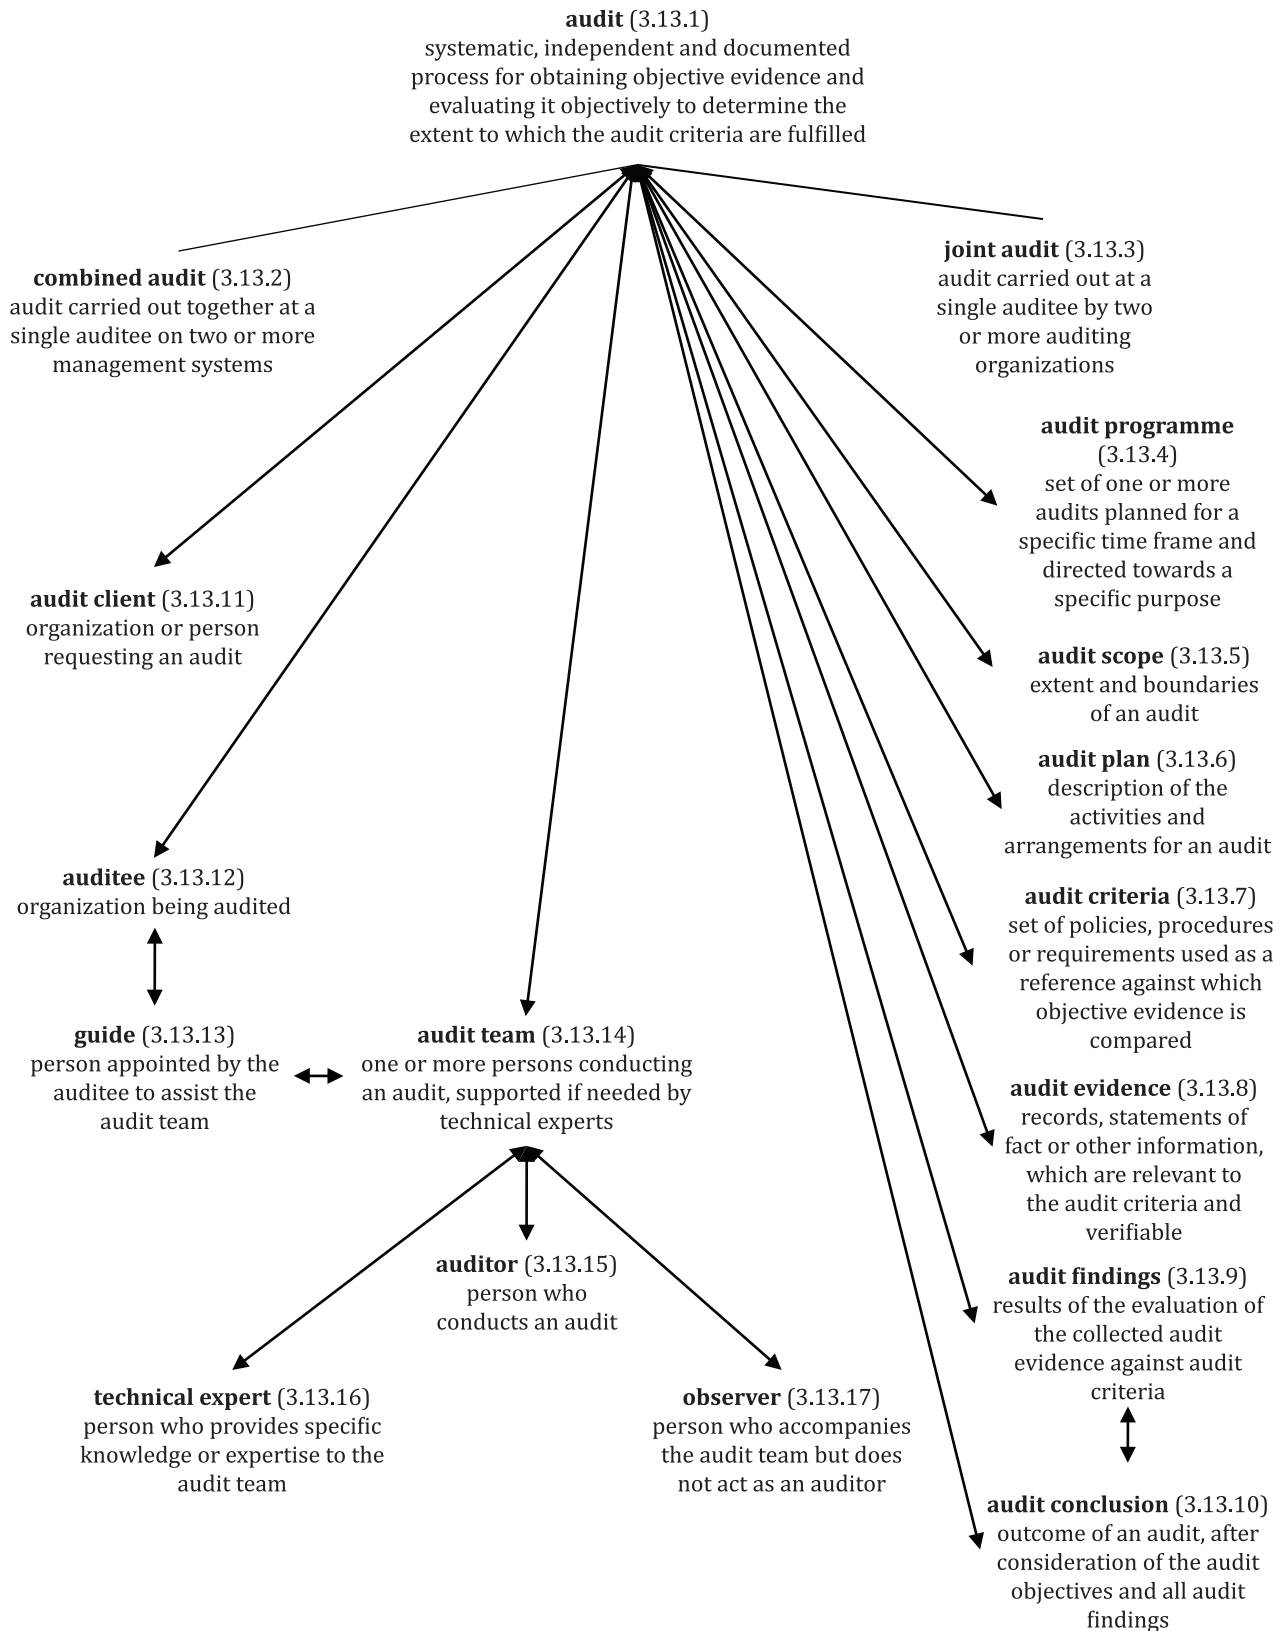 audit (3.13.1)
systematic, independent and documented
process for obtaining objective evidence and
evaluating it objectively to determine the
extent to which the audit criteria are fulfilled
combined audit (3.13.2)
audit carried out together at a
single auditee on two or more
management systems
joint audit (3.13.3)
audit carried out at a
single auditee by two
or more auditing
organizations
audit programme
(3.13.4)
set of one or more
audits planned for a
specific time frame and
directed towards a
specific purpose
audit client (3.13.11)
organization or person
requesting an audit
audit scope (3.13.5)
extent and boundaries
of an audit
audit plan (3.13.6)
description of the
activities and
arrangements for an audit
auditee (3.13.12)
organization being audited
audit criteria (3.13.7)
set of policies, procedures
or requirements used as a
reference against which
objective evidence is
compared
guide (3.13.13)
person appointed by the
auditee to assist the
audit team
audit team (3.13.14)
one or more persons conducting
an audit, supported if needed by
technical experts
audit evidence (3.13.8)
records, statements of
fact or other information,
which are relevant to
the audit criteria and
verifiable
auditor (3.13.15)
person who
conducts an audit
audit findings (3.13.9)
results of the evaluation of
the collected audit
evidence against audit
criteria
technical expert (3.13.16)
person who provides specific
knowledge or expertise to the
audit team
observer (3.13.17)
person who accompanies
the audit team but does
not act as an auditor
audit conclusion (3.13.10)
outcome of an audit, after
consideration of the audit
objectives and all audit
findings